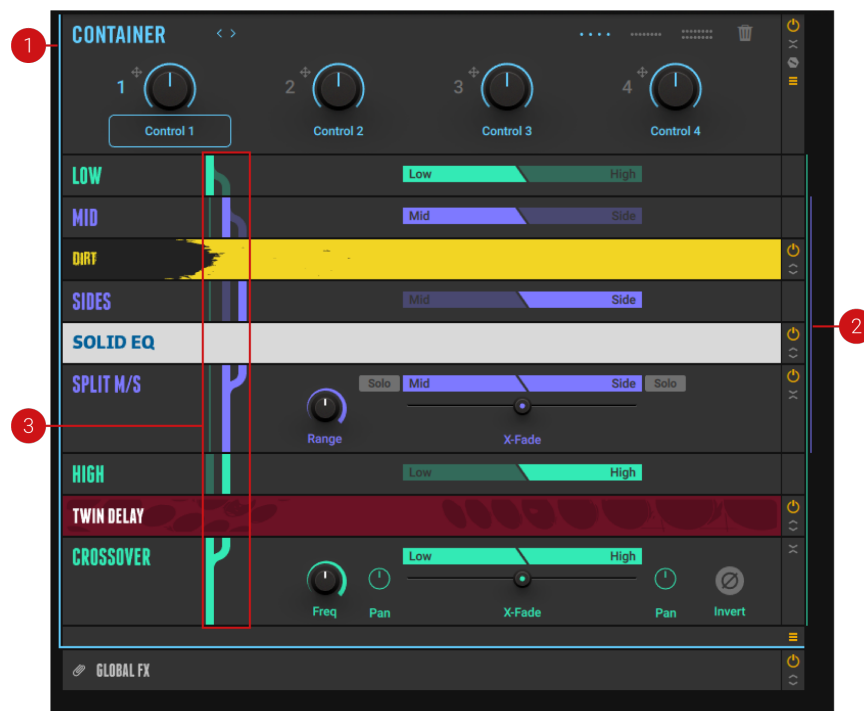 CONTAINER
1
1 2 3 4
Control 1 Control 2 Control 3 Control 4
LOW Low High
MID Mid Side
DIRT
SIDES Mid Side
2
SOLID EQ
SPLIT M/S Solo Mid Side Solo
3
Range X-Fade
HIGH Low High
TWIN DELAY
CROSSOVER Low High
Freq Pan X-Fade Pan Invert
GLOBAL FX